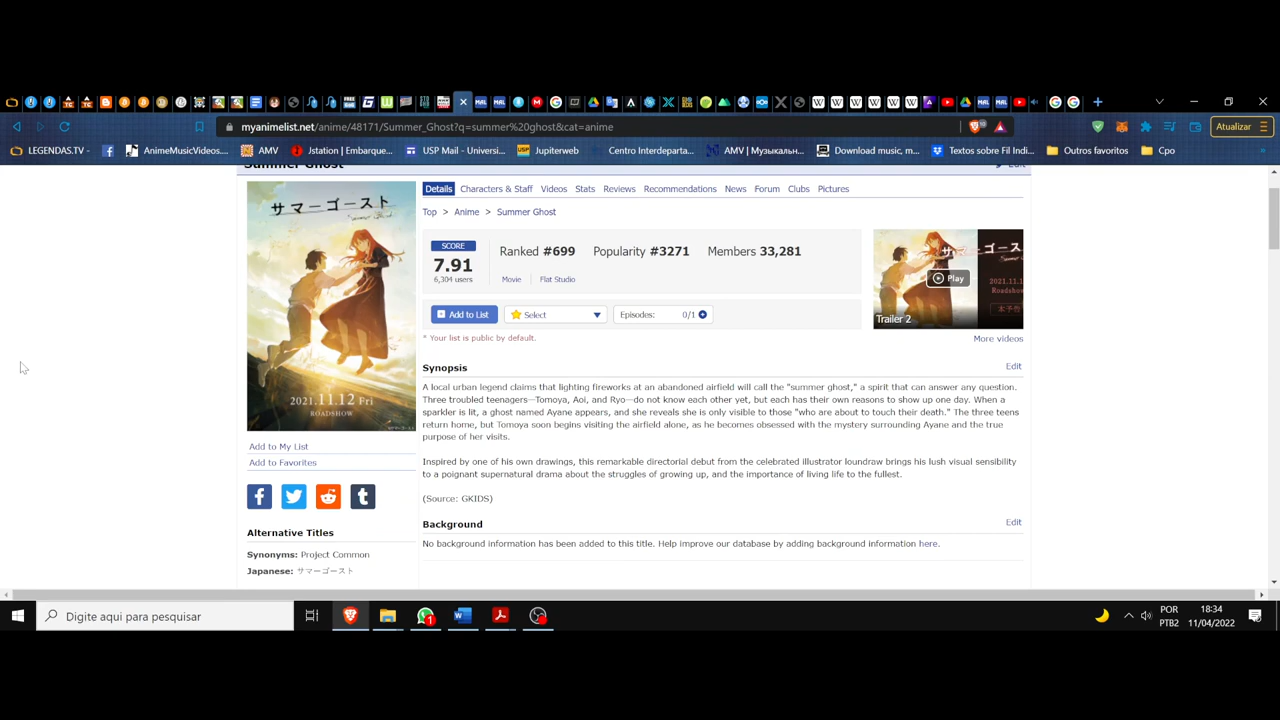 myanimelist.net/anime/48171/Summer_Ghost?q=summer%20ghost&cat=anime
Atualizar
LEGENDAS.TV -
AMV
AnimeMusicVideos...
Jstation | Embarque...
USP Mail - Universi...
Jupiterweb
Centro Interdeparta...
AMV | Музыкальн...
Download music, m...
Textos sobre Fil Indi...
Outros favoritos
Cpo
Summer Ghost
Edit
Details
Characters & Staff
Videos
Stats
Reviews
Recommendations
News
Forum
Clubs
Pictures
Top > Anime > Summer Ghost
サマーゴースト
2021.11.12 Fri
ROADSHOW
SCORE
7.91
6,304 users
Ranked #699 Popularity #3271 Members 33,281
Movie Flat Studio
Add to List
Select
Episodes: 0/1
* Your list is public by default.
Play
Trailer 2
More videos
Synopsis
Edit
A local urban legend claims that lighting fireworks at an abandoned airfield will call the "summer ghost," a spirit that can answer any question.
Three troubled teenagers—Tomoya, Aoi, and Ryo—do not know each other yet, but each has their own reasons to show up one day. When a
sparkler is lit, a ghost named Ayane appears, and she reveals she is only visible to those "who are about to touch their death." The three teens
return home, but Tomoya soon begins visiting the airfield alone, as he becomes obsessed with the mystery surrounding Ayane and the true
purpose of her visits.
Inspired by one of his own drawings, this remarkable directorial debut from the celebrated illustrator loundraw brings his lush visual sensibility
to a poignant supernatural drama about the struggles of growing up, and the importance of living life to the fullest.
(Source: GKIDS)
Background
Edit
No background information has been added to this title. Help improve our database by adding background information here.
Add to My List
Add to Favorites
Alternative Titles
Synonyms: Project Common
Japanese: サマーゴースト
Digite aqui para pesquisar
POR
PTB2
18:34
11/04/2022